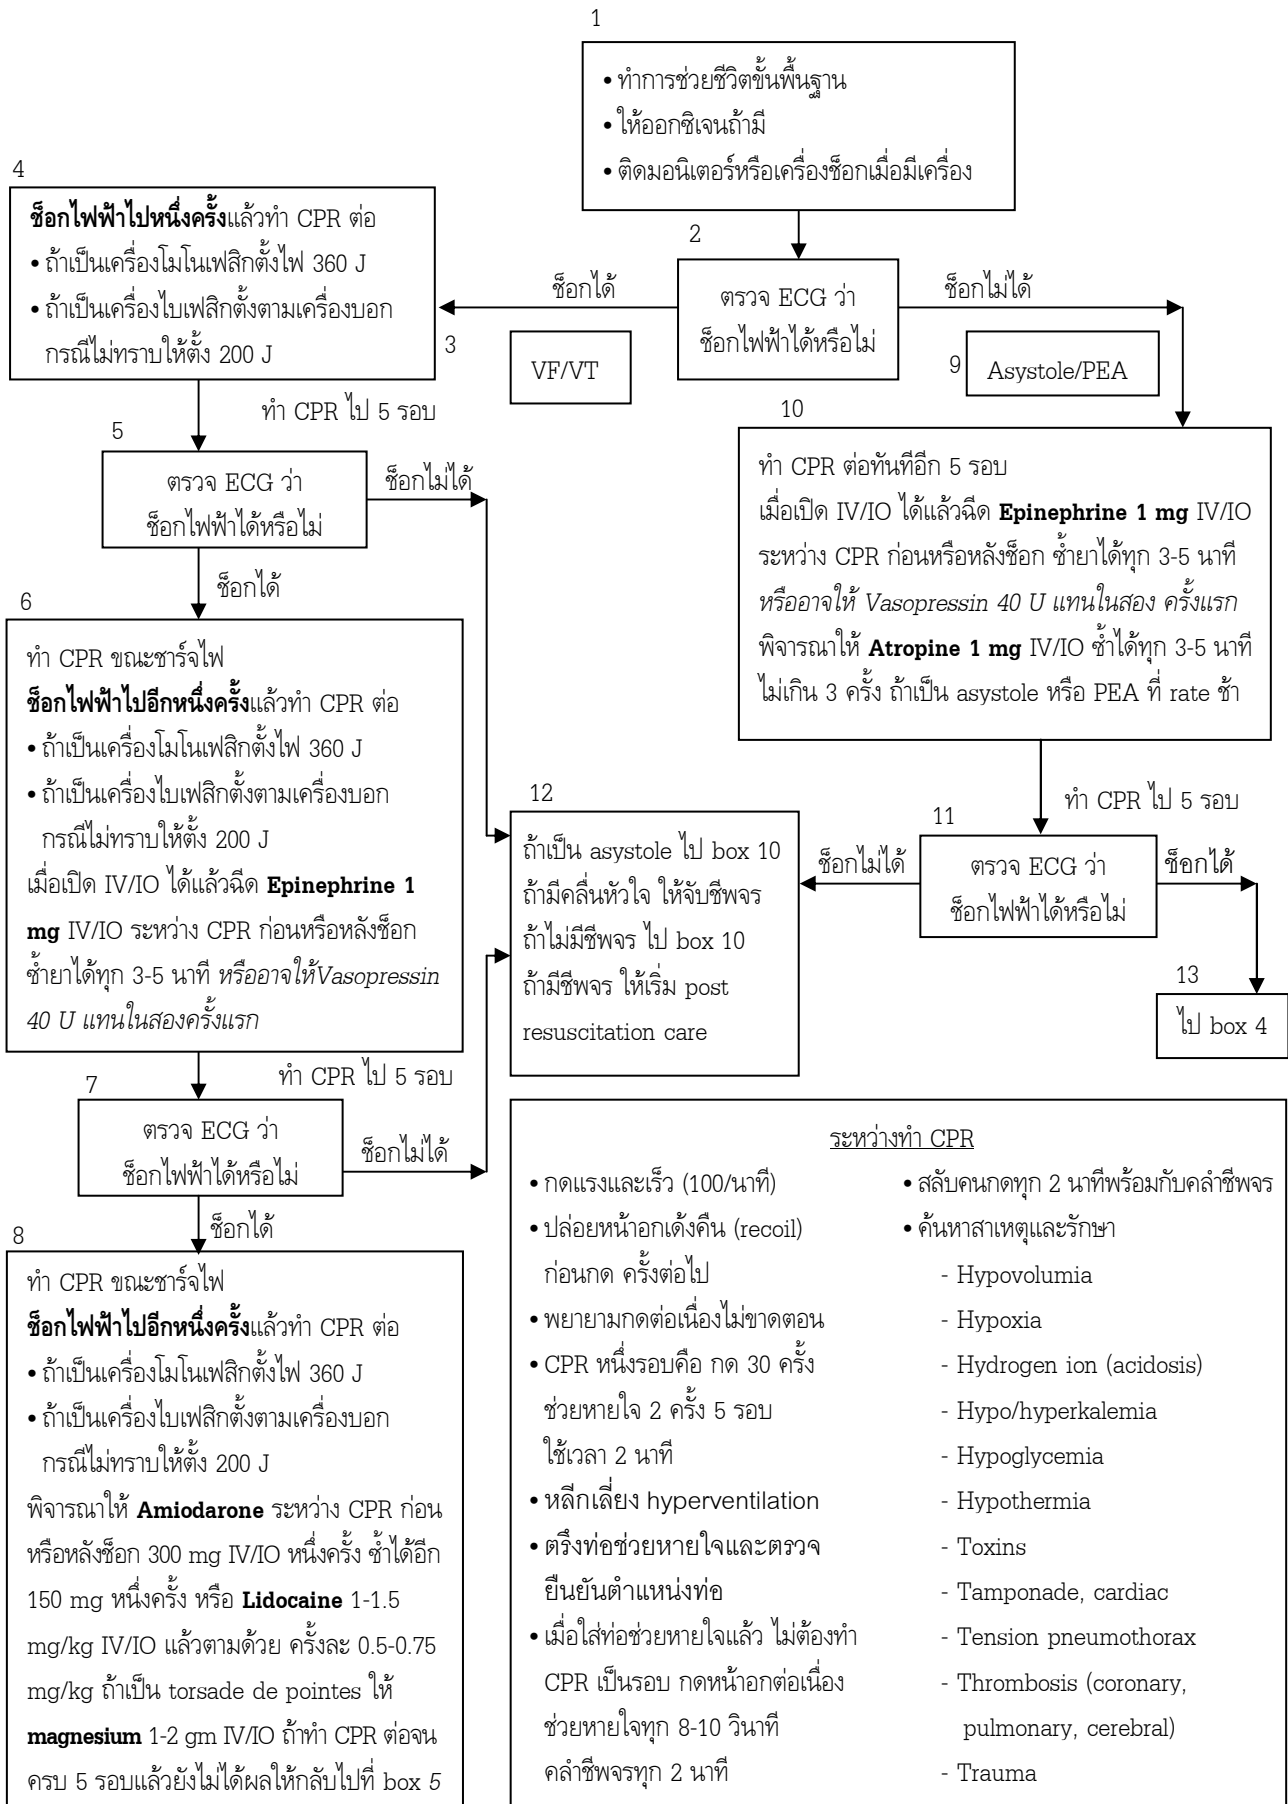 1
• ทำการช่วยชีวิตขั้นพื้นฐาน
• ให้ออกซิเจนถ้ามี
• ติดมอนิเตอร์หรือเครื่องช็อกเมื่อมีเครื่อง
2
ตรวจ ECG ว่า
ช็อกไฟฟ้าได้หรือไม่
ช็อกได้
3
VF/VT
4
ช็อกไฟฟ้าไปหนึ่งครั้งแล้วทำ CPR ต่อ
• ถ้าเป็นเครื่องโมโนเฟสิกตั้งไฟ 360 J
• ถ้าเป็นเครื่องไบเฟสิกตั้งตามเครื่องบอก
กรณีไม่ทราบให้ตั้ง 200 J
ทำ CPR ไป 5 รอบ
5
ตรวจ ECG ว่า
ช็อกไฟฟ้าได้หรือไม่
ช็อกไม่ได้
ช็อกได้
6
ทำ CPR ขณะชาร์จไฟ
ช็อกไฟฟ้าไปอีกหนึ่งครั้งแล้วทำ CPR ต่อ
• ถ้าเป็นเครื่องโมโนเฟสิกตั้งไฟ 360 J
• ถ้าเป็นเครื่องไบเฟสิกตั้งตามเครื่องบอก
กรณีไม่ทราบให้ตั้ง 200 J
เมื่อเปิด IV/IO ได้แล้วฉีด Epinephrine 1
mg IV/IO ระหว่าง CPR ก่อนหรือหลังช็อก
ซ้ำยาได้ทุก 3-5 นาที หรืออาจให้Vasopressin
40 U แทนในสองครั้งแรก
ทำ CPR ไป 5 รอบ
7
ตรวจ ECG ว่า
ช็อกไฟฟ้าได้หรือไม่
ช็อกไม่ได้
ช็อกได้
8
ทำ CPR ขณะชาร์จไฟ
ช็อกไฟฟ้าไปอีกหนึ่งครั้งแล้วทำ CPR ต่อ
• ถ้าเป็นเครื่องโมโนเฟสิกตั้งไฟ 360 J
• ถ้าเป็นเครื่องไบเฟสิกตั้งตามเครื่องบอก
กรณีไม่ทราบให้ตั้ง 200 J
พิจารณาให้ Amiodarone ระหว่าง CPR ก่อน
หรือหลังช็อก 300 mg IV/IO หนึ่งครั้ง ซ้ำได้อีก
150 mg หนึ่งครั้ง หรือ Lidocaine 1-1.5
mg/kg IV/IO แล้วตามด้วย ครั้งละ 0.5-0.75
mg/kg ถ้าเป็น torsade de pointes ให้
magnesium 1-2 gm IV/IO ถ้าทำ CPR ต่อจน
ครบ 5 รอบแล้วยังไม่ได้ผลให้กลับไปที่ box 5
ช็อกไม่ได้
9
Asystole/PEA
10
ทำ CPR ต่อทันทีอีก 5 รอบ
เมื่อเปิด IV/IO ได้แล้วฉีด Epinephrine 1 mg IV/IO
ระหว่าง CPR ก่อนหรือหลังช็อก ซ้ำยาได้ทุก 3-5 นาที
หรืออาจให้ Vasopressin 40 U แทนในสอง ครั้งแรก
พิจารณาให้ Atropine 1 mg IV/IO ซ้ำได้ทุก 3-5 นาที
ไม่เกิน 3 ครั้ง ถ้าเป็น asystole หรือ PEA ที่ rate ช้า
ทำ CPR ไป 5 รอบ
11
ตรวจ ECG ว่า
ช็อกไฟฟ้าได้หรือไม่
ช็อกไม่ได้
ช็อกได้
12
ถ้าเป็น asystole ไป box 10
ถ้ามีคลื่นหัวใจ ให้จับชีพจร
ถ้าไม่มีชีพจร ไป box 10
ถ้ามีชีพจร ให้เริ่ม post
resuscitation care
13
ไป box 4
ระหว่างทำ CPR
• กดแรงและเร็ว (100/นาที)
• ปล่อยหน้าอกเด้งคืน (recoil)
ก่อนกด ครั้งต่อไป
• พยายามกดต่อเนื่องไม่ขาดตอน
• CPR หนึ่งรอบคือ กด 30 ครั้ง
ช่วยหายใจ 2 ครั้ง 5 รอบ
ใช้เวลา 2 นาที
• หลีกเลี่ยง hyperventilation
• ตรึงท่อช่วยหายใจและตรวจ
ยืนยันตำแหน่งท่อ
• เมื่อใส่ท่อช่วยหายใจแล้ว ไม่ต้องทำ
CPR เป็นรอบ กดหน้าอกต่อเนื่อง
ช่วยหายใจทุก 8-10 วินาที
คลำชีพจรทุก 2 นาที
• สลับคนกดทุก 2 นาทีพร้อมกับคลำชีพจร
• ค้นหาสาเหตุและรักษา
- Hypovolumia
- Hypoxia
- Hydrogen ion (acidosis)
- Hypo/hyperkalemia
- Hypoglycemia
- Hypothermia
- Toxins
- Tamponade, cardiac
- Tension pneumothorax
- Thrombosis (coronary,
pulmonary, cerebral)
- Trauma